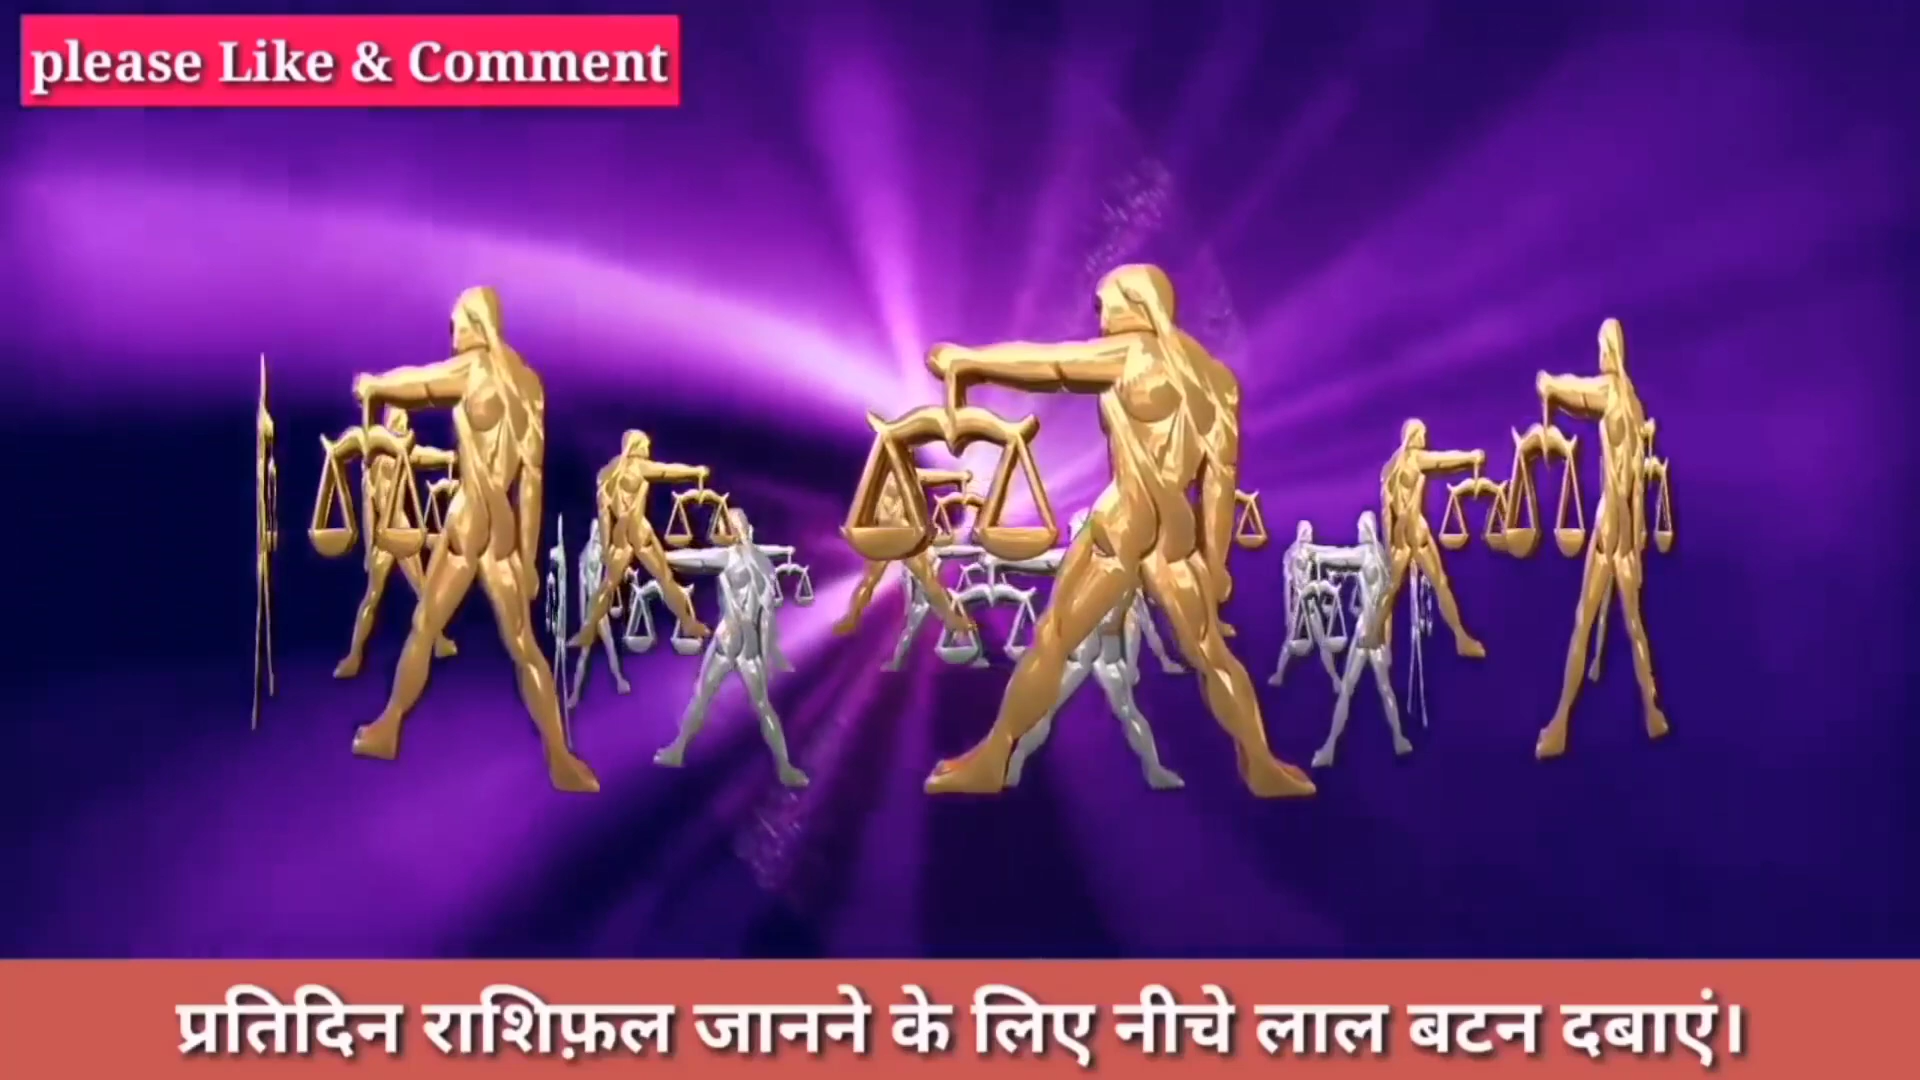 please Like & Comment
प्रतिदिन राशिफ़ल जानने के लिए नीचे लाल बटन दबाएं।